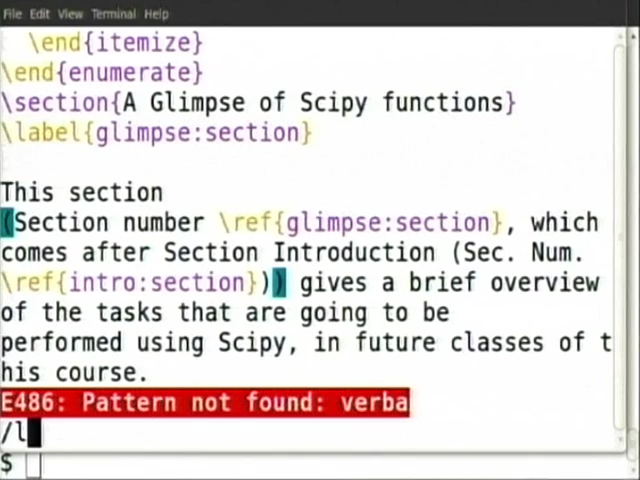 File Edit View Terminal Help
\end{itemize}
\end{enumerate}
\section{A Glimpse of Scipy functions}
\label{glimpse:section}
This section
(Section number \ref{glimpse:section}, which
comes after Section Introduction (Sec. Num.
\ref{intro:section})) gives a brief overview
of the tasks that are going to be
performed using Scipy, in future classes of t
his course.
E486: Pattern not found: verba
/l
$